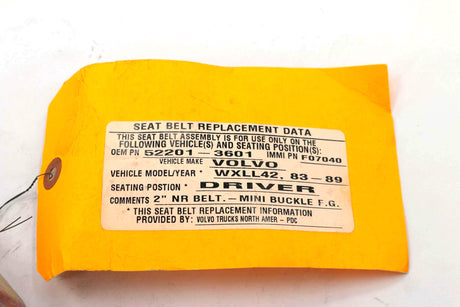 SEAT BELT REPLACEMENT DATA
THIS SEAT BELT ASSEMBLY IS FOR USE ONLY ON THE
FOLLOWING VEHICLE(S) AND SEATING POSITION(S):
OEM PN 52201-3601 IMMI PN F07040
VEHICLE MAKE VOLVO
VEHICLE MODEL/YEAR * WXLL42, 83-89
SEATING POSTION * DRIVER
COMMENTS 2" NR BELT.- MINI BUCKLE F.G.
* THIS SEAT BELT REPLACEMENT INFORMATION
PROVIDED BY: VOLVO TRUCKS NORTH AMER - PDC